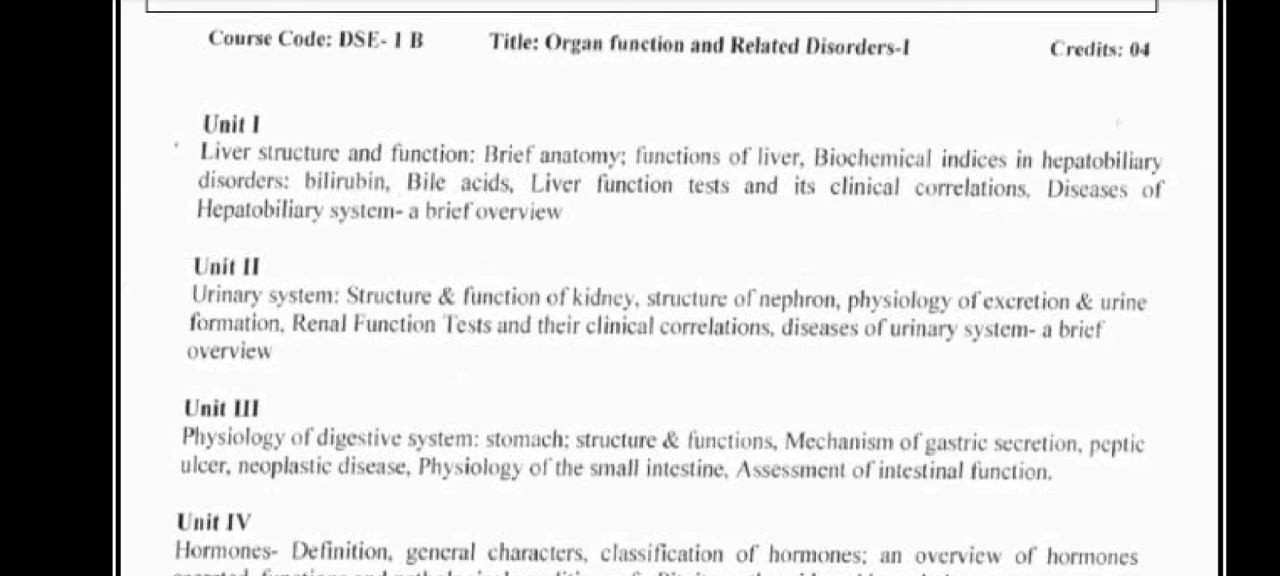 Course Code: DSE- 1 B Title: Organ function and Related Disorders-I Credits: 04
Unit I
Liver structure and function: Brief anatomy; functions of liver, Biochemical indices in hepatobiliary
disorders: bilirubin, Bile acids, Liver function tests and its clinical correlations, Diseases of
Hepatobiliary system- a brief overview
Unit II
Urinary system: Structure & function of kidney, structure of nephron, physiology of excretion & urine
formation, Renal Function Tests and their clinical correlations, diseases of urinary system- a brief
overview
Unit III
Physiology of digestive system: stomach; structure & functions, Mechanism of gastric secretion, peptic
ulcer, neoplastic disease, Physiology of the small intestine, Assessment of intestinal function.
Unit IV
Hormones- Definition, general characters, classification of hormones; an overview of hormones